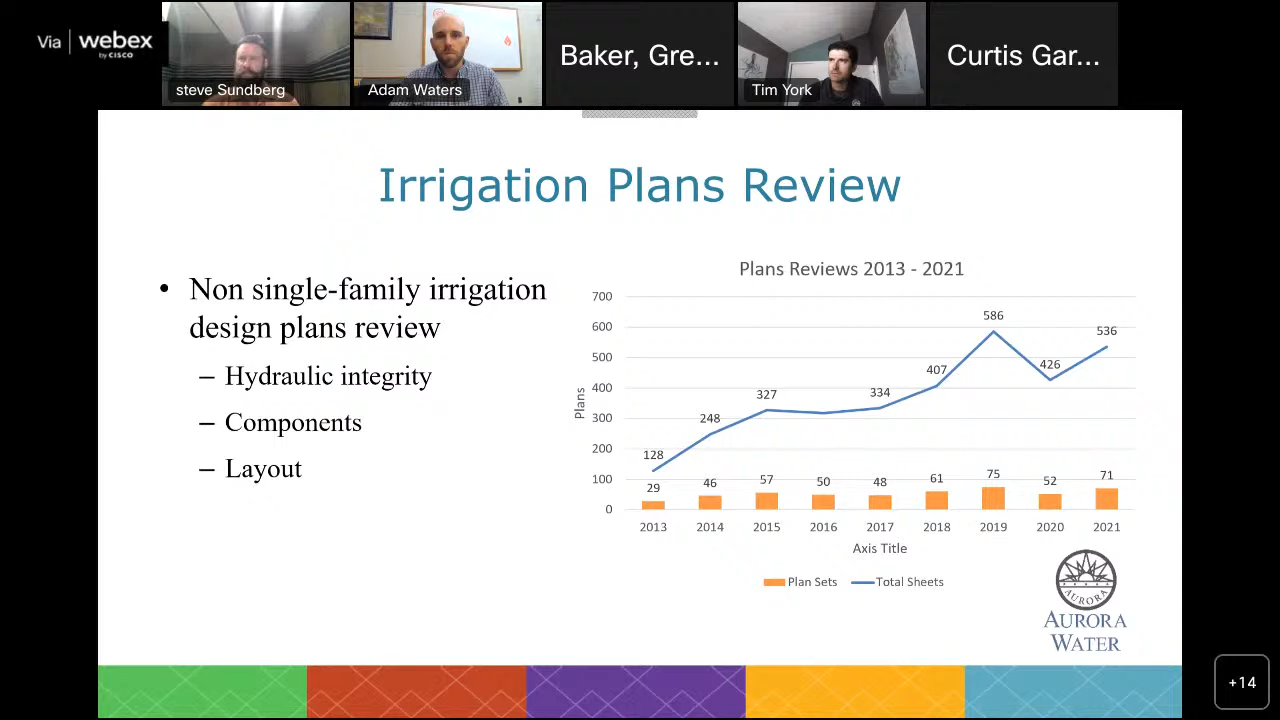 Via
webex
by CISCO
steve Sundberg
Adam Waters
Baker, Gre...
Tim York
Curtis Gar...
Irrigation Plans Review
• Non single-family irrigation
design plans review
– Hydraulic integrity
– Components
– Layout
Plans Reviews 2013 - 2021
700
600
500
400
300
200
100
0
Plans
128
248
327
334
407
586
426
536
29
46
57
50
48
61
75
52
71
2013
2014
2015
2016
2017
2018
2019
2020
2021
Axis Title
Plan Sets
Total Sheets
AURORA
AURORA
WATER
+14